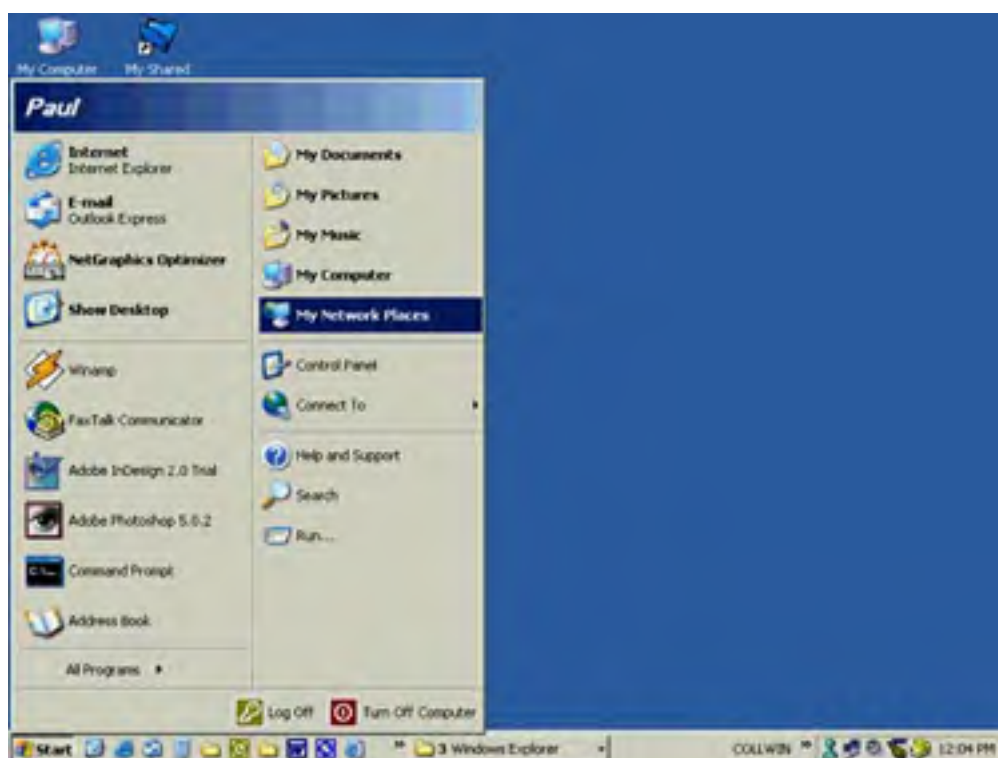 My Computer
My Shared
Paul
Internet
Internet Explorer
E-mail
Outlook Express
NetGraphics Optimizer
Show Desktop
Winamp
FaxTalk Communicator
Adobe InDesign 2.0 Trial
Adobe Photoshop 5.0.2
Command Prompt
Address Book
All Programs
My Documents
My Pictures
My Music
My Computer
My Network Places
Control Panel
Connect To
Help and Support
Search
Run...
Log Off
Turn Off Computer
Start
3 Windows Explorer
COLLWIN
12:04 PM